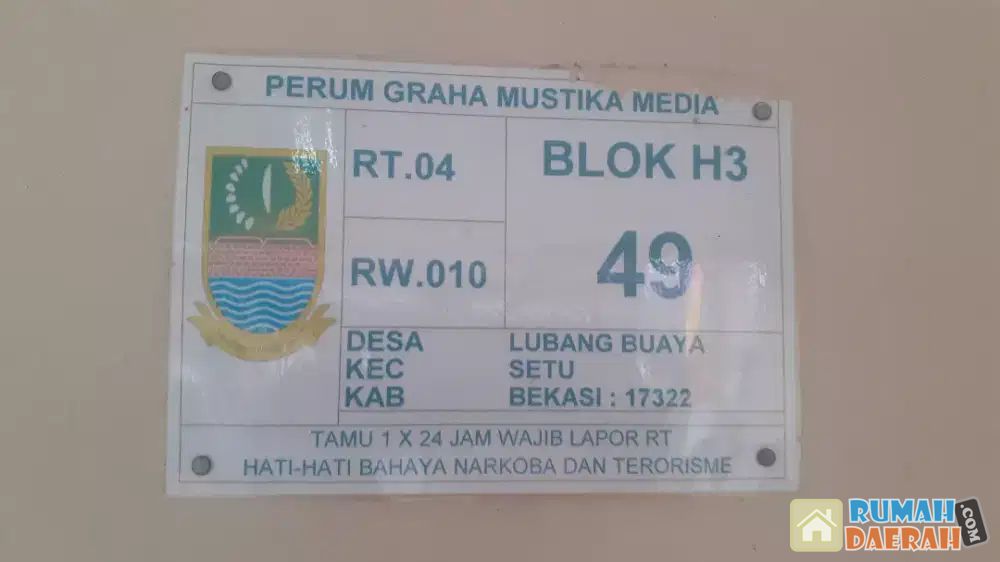 PERUM GRAHA MUSTIKA MEDIA
RT.04
BLOK H3
RW.010
49
DESA LUBANG BUAYA
KEC SETU
KAB BEKASI : 17322
TAMU 1 X 24 JAM WAJIB LAPOR RT
HATI-HATI BAHAYA NARKOBA DAN TERORISME
RUMAH
DAERAH
.COM